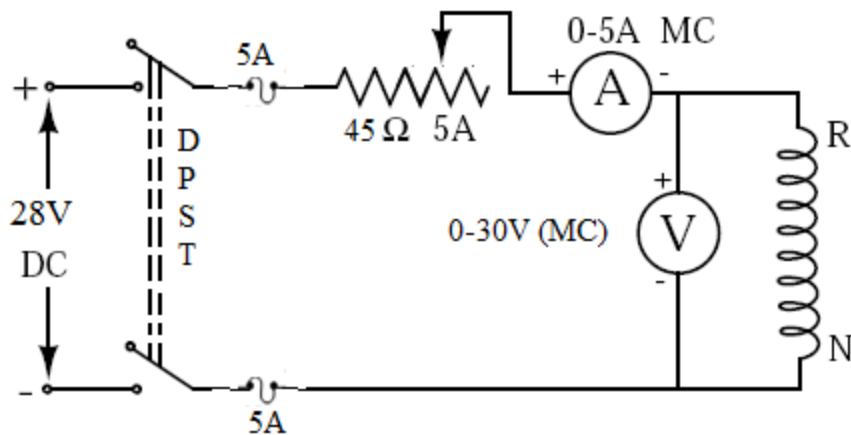 0-5A MC
5A
+ -
+ A
45 Ω 5A
D
P
S
T
R
+
28V
0-30V (MC)
V
DC
-
N
-
5A